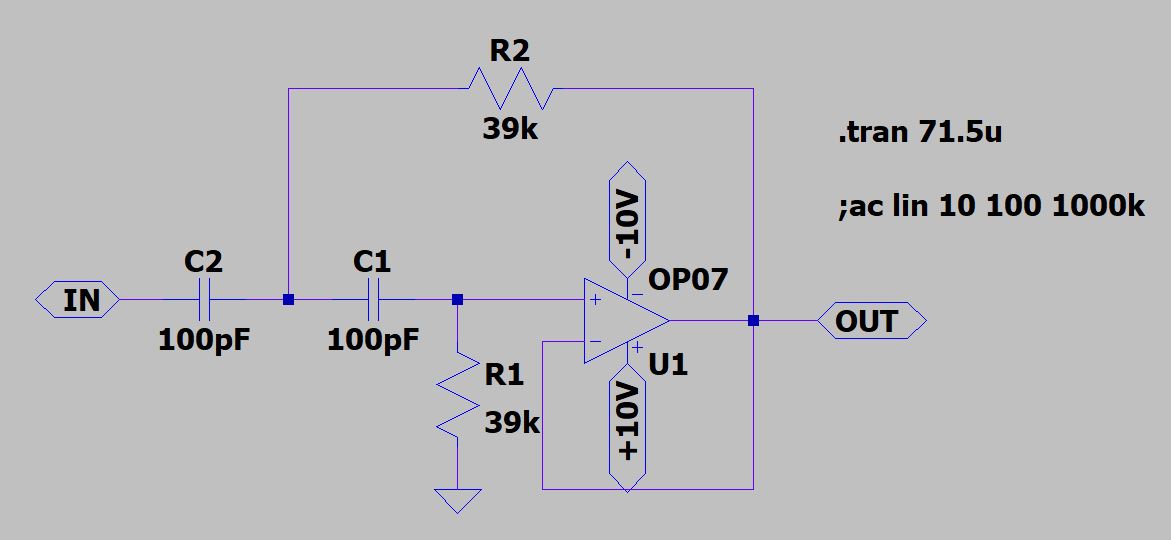 R2
39k
.tran 71.5u
;ac lin 10 100 1000k
-10V
C2
C1
OP07
+
−
IN
OUT
100pF
100pF
−
+
U1
R1
39k
+10V